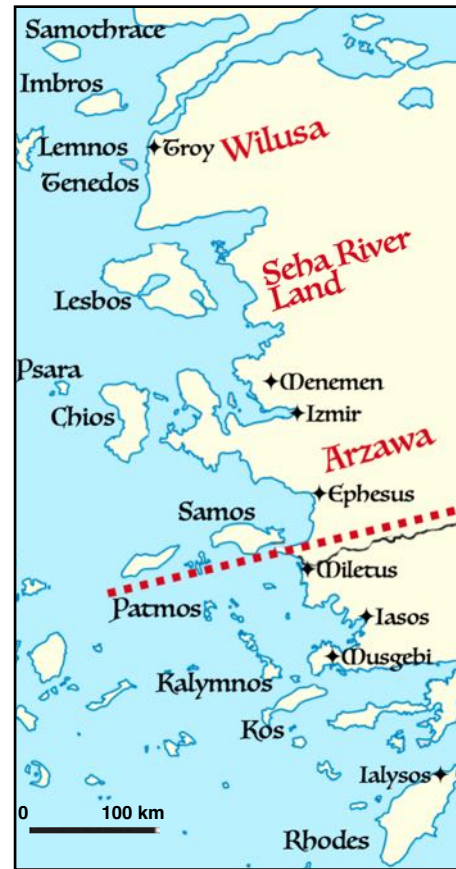 Samothrace
Imbros
Lemnos
Troy
Wilusa
Tenedos
Seha River
Land
Lesbos
Psara
Menemen
Chios
Izmir
Arzawa
Ephesus
Samos
Miletus
Patmos
Iasos
Musgebi
Kalymnos
Kos
Ialysos
0 100 km
Rhodes